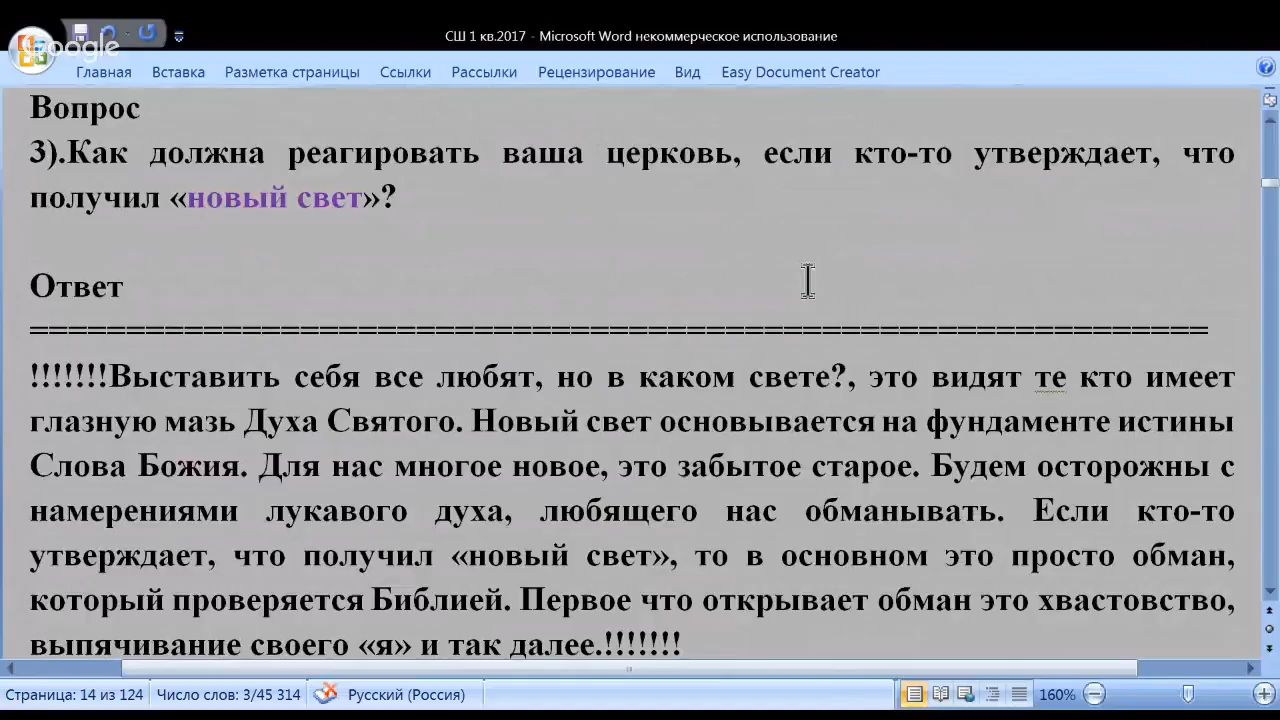 СШ 1 кв.2017 - Microsoft Word некоммерческое использование
Google
Главная Вставка Разметка страницы Ссылки Рассылки Рецензирование Вид Easy Document Creator
Вопрос
3).Как должна реагировать ваша церковь, если кто-то утверждает, что
получил «новый свет»?
Ответ
==============================================================
!!!!!!!Выставить себя все любят, но в каком свете?, это видят те кто имеет
глазную мазь Духа Святого. Новый свет основывается на фундаменте истины
Слова Божия. Для нас многое новое, это забытое старое. Будем осторожны с
намерениями лукавого духа, любящего нас обманывать. Если кто-то
утверждает, что получил «новый свет», то в основном это просто обман,
который проверяется Библией. Первое что открывает обман это хвастовство,
выпячивание своего «я» и так далее.!!!!!!!
Страница: 14 из 124 Число слов: 3/45 314 Русский (Россия) 160%